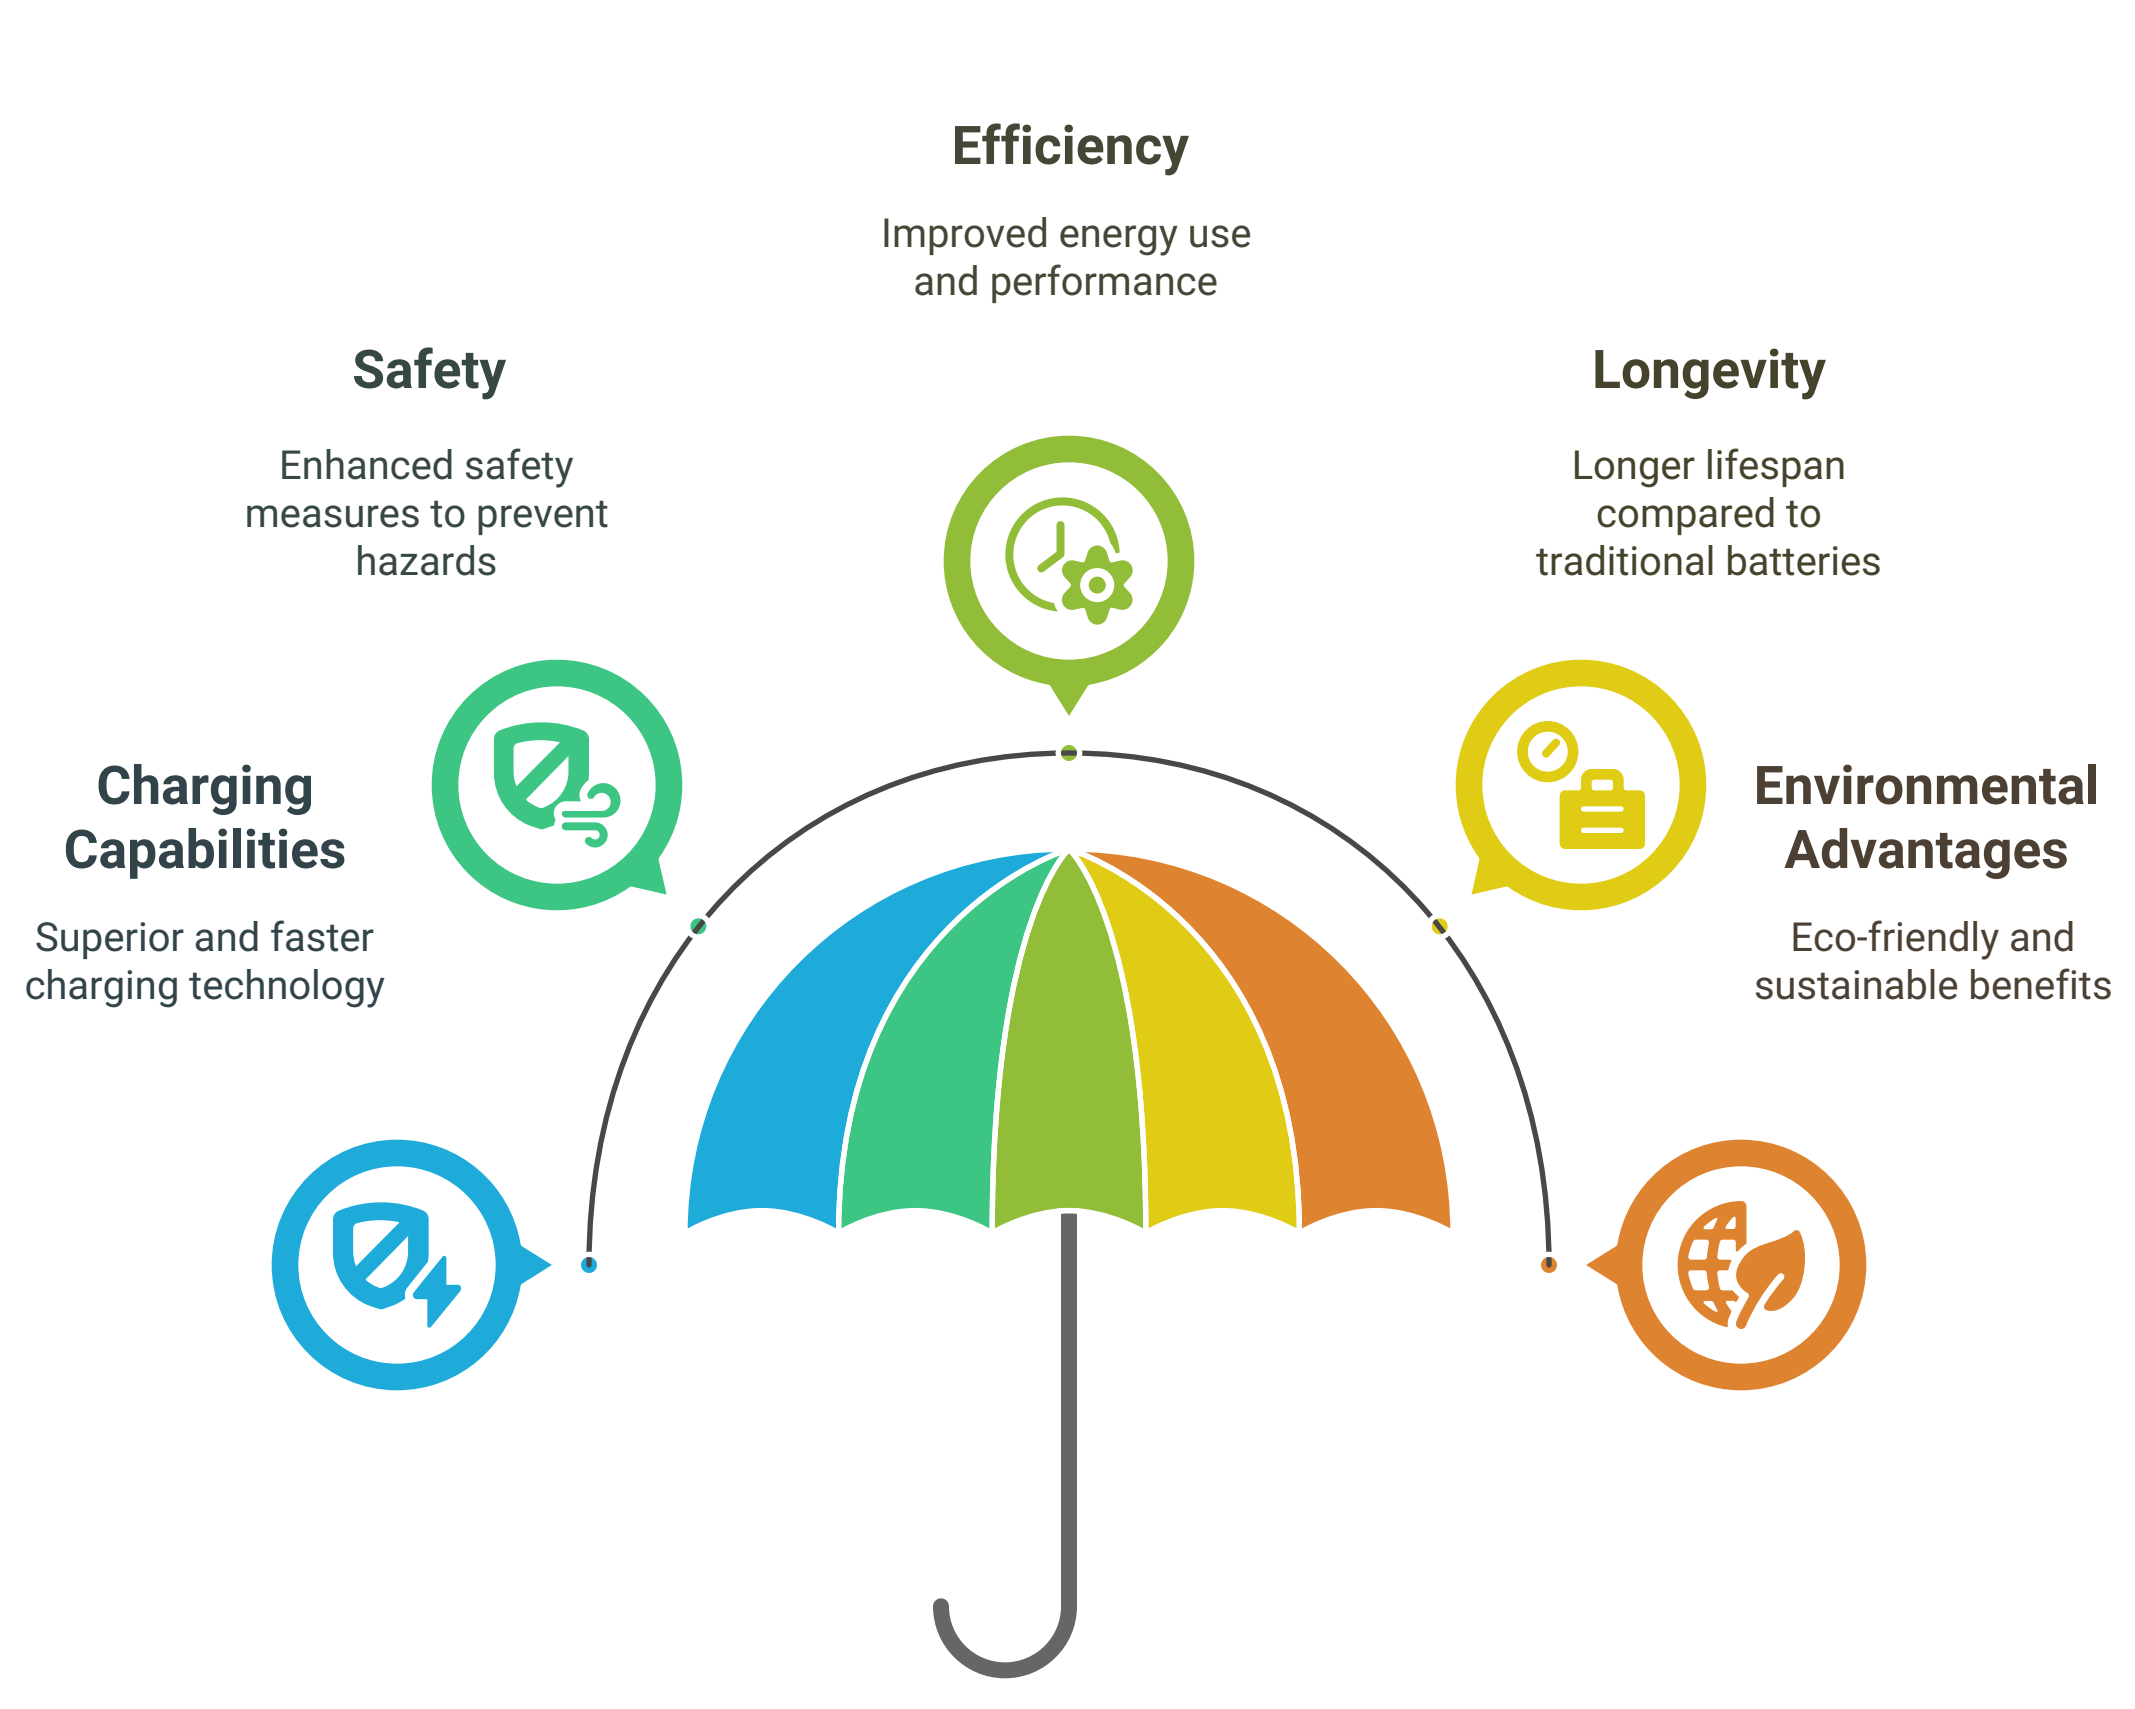 Efficiency
Improved energy use
and performance
Safety
Enhanced safety
measures to prevent
hazards
Longevity
Longer lifespan
compared to
traditional batteries
Charging
Capabilities
Superior and faster
charging technology
Environmental
Advantages
Eco-friendly and
sustainable benefits